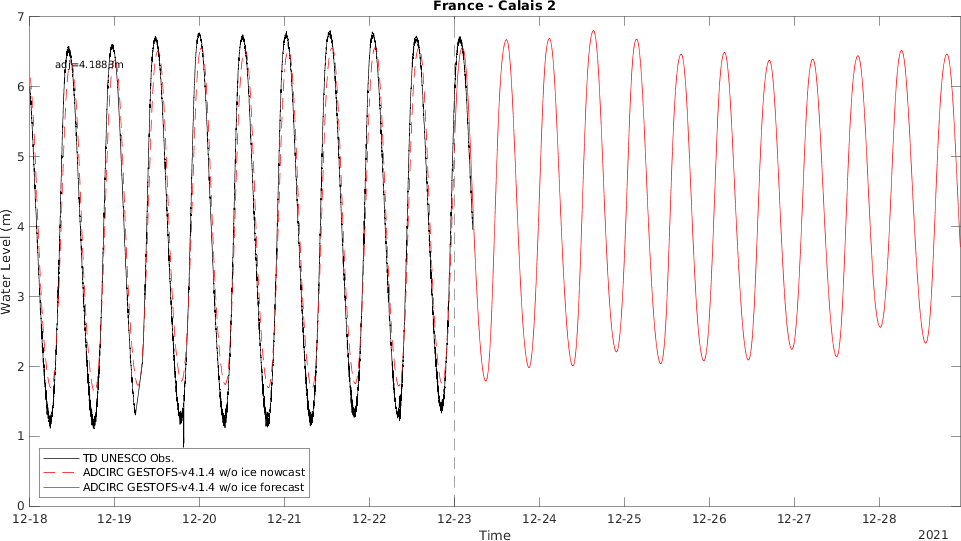 France - Calais 2
7
6
5
4
3
2
1
0
Water Level (m)
adj=4.1883m
TD UNESCO Obs.
ADCIRC GESTOFS-v4.1.4 w/o ice nowcast
ADCIRC GESTOFS-v4.1.4 w/o ice forecast
12-18 12-19 12-20 12-21 12-22 12-23 12-24 12-25 12-26 12-27 12-28
Time
2021